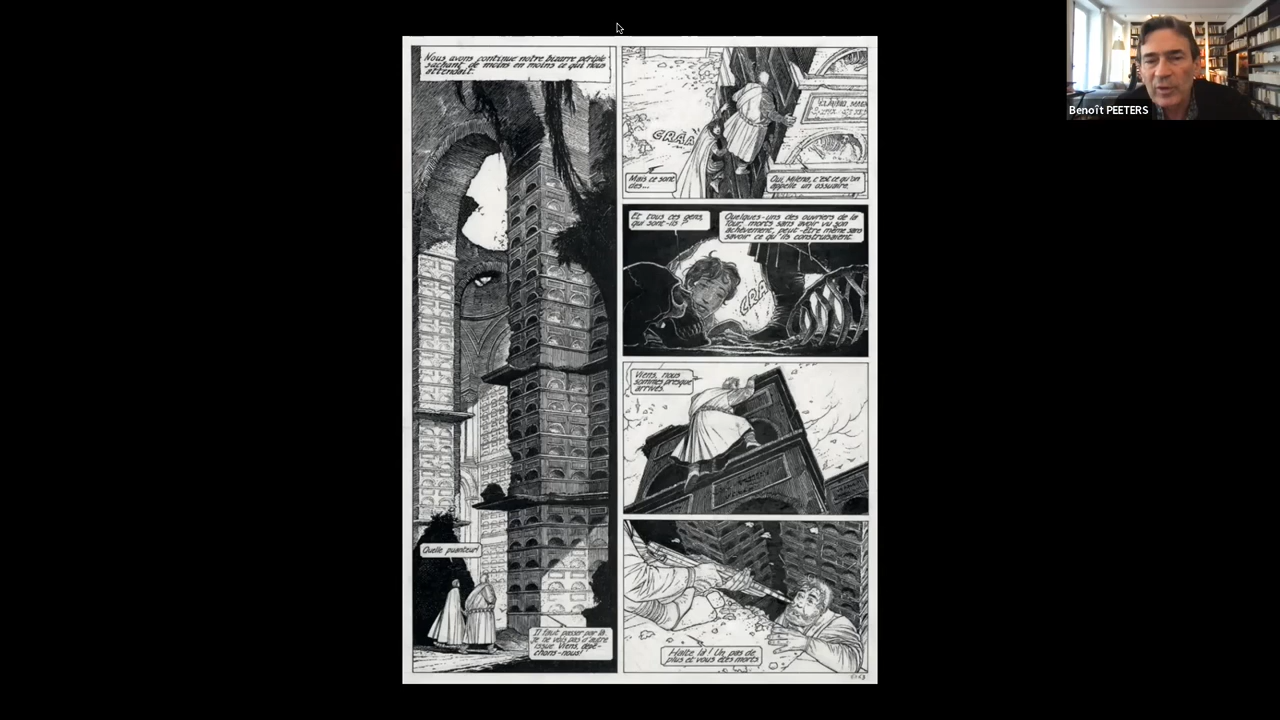 Nous avons continué notre bizarre périple
sachant de moins en moins ce qui nous
attendait.
Quelle puanteur!
Il faut passer par là.
Je ne vois pas d'autre
issue. Viens, dépê-
chons-nous!
CRAA
Mais ce sont
des...
Oui, Milena, c'est ce qu'on
appelle un ossuaire.
Et tous ces gens,
qui sont-ils ?
Quelques-uns des ouvriers de la
Tour, morts sans avoir vu son
achèvement, peut-être même sans
savoir ce qu'ils construisaient.
CRA
Viens, nous
sommes presque
arrivés.
Halte, là! Un pas de
plus et vous êtes morts
Benoît PEETERS